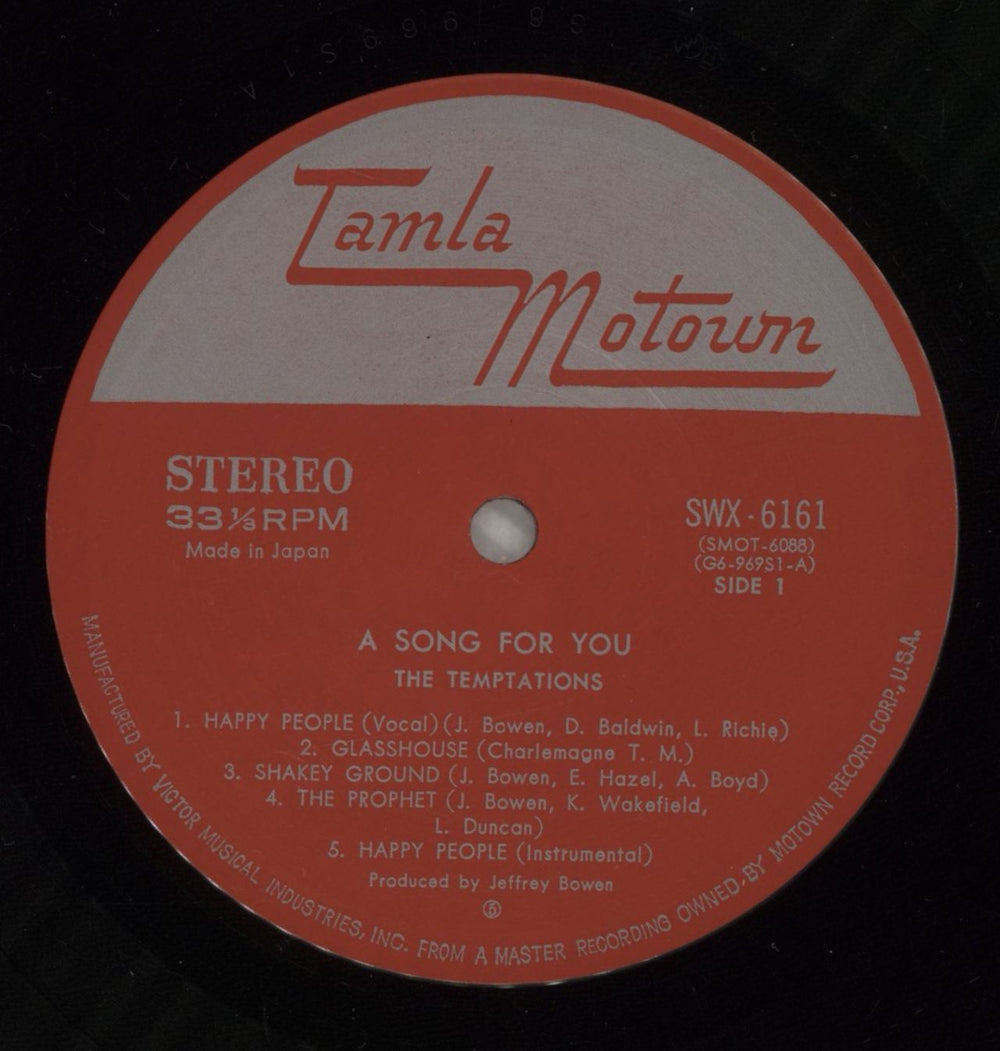 Tamla
Motown
STEREO
33⅓RPM
Made in Japan
SWX-6161
(SMOT-6088)
(G6-969S1-A)
SIDE 1
A SONG FOR YOU
THE TEMPTATIONS
1. HAPPY PEOPLE (Vocal) (J. Bowen, D. Baldwin, L. Richie)
2. GLASSHOUSE (Charlemagne T. M.)
3. SHAKEY GROUND (J. Bowen, E. Hazel, A. Boyd)
4. THE PROPHET (J. Bowen, K. Wakefield,
L. Duncan)
5. HAPPY PEOPLE (Instrumental)
Produced by Jeffrey Bowen
MANUFACTURED BY VICTOR MUSICAL INDUSTRIES, INC. FROM A MASTER RECORDING OWNED BY MOTOWN RECORD CORP., U.S.A.